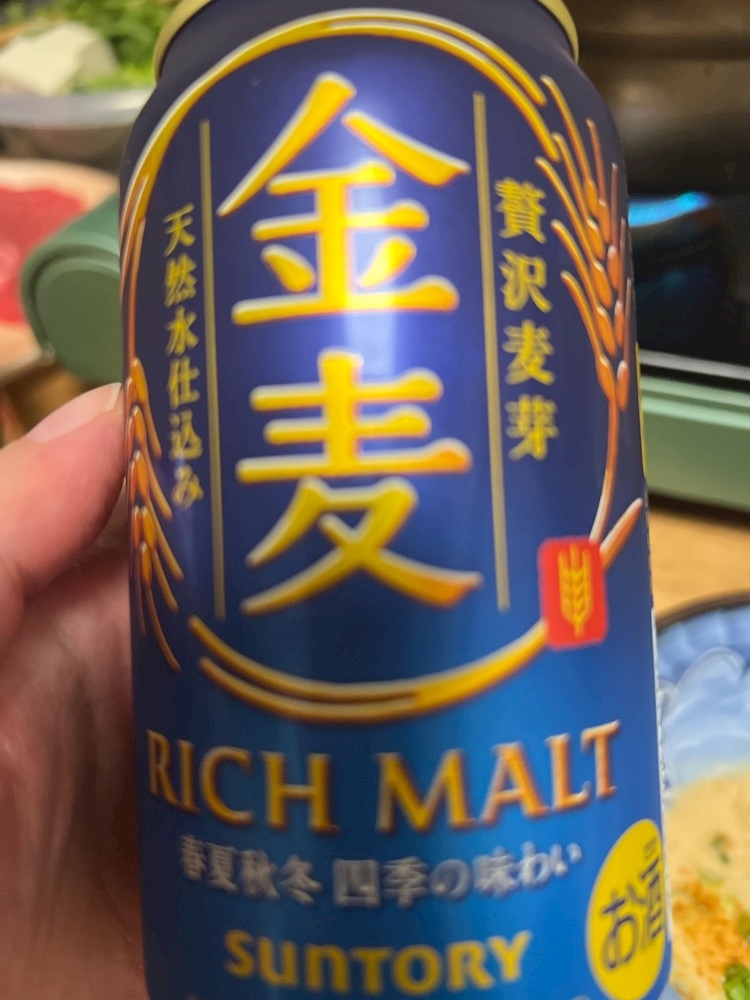 金麦
贅沢麦芽
天然水仕込み
RICH MALT
春夏秋冬 四季の味わい
SUNTORY
お酒